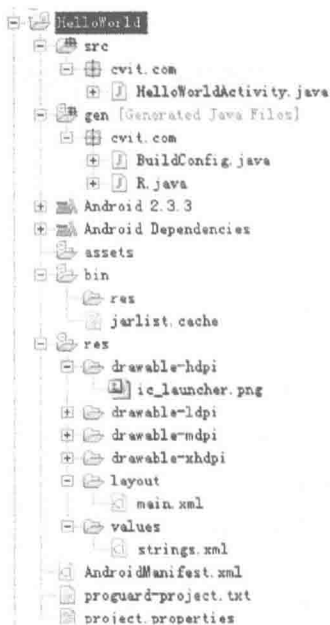 HelloWorld
src
cvit.com
HelloWorldActivity.java
gen [Generated Java Files]
cvit.com
BuildConfig.java
R.java
Android 2.3.3
Android Dependencies
assets
bin
res
jarlist.cache
res
drawable-hdpi
ic_launcher.png
drawable-ldpi
drawable-mdpi
drawable-xhdpi
layout
main.xml
values
strings.xml
AndroidManifest.xml
proguard-project.txt
project.properties